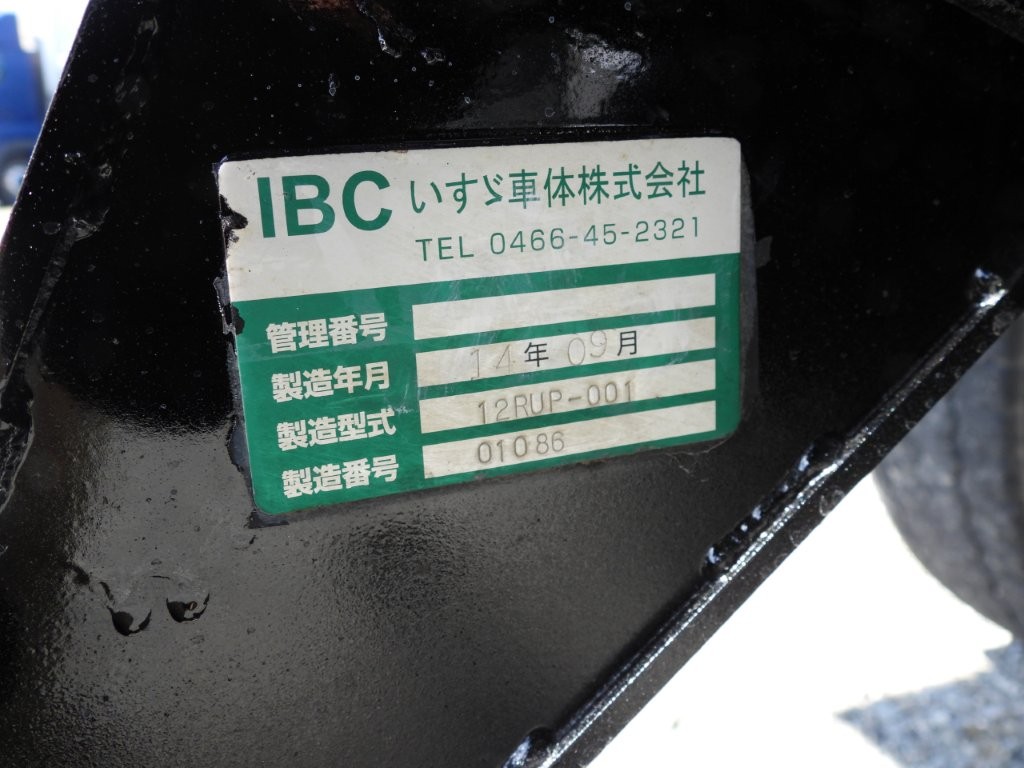 IBC いすゞ車体株式会社
TEL 0466-45-2321
管理番号
製造年月 14年09月
製造型式 12RUP-001
製造番号 01086